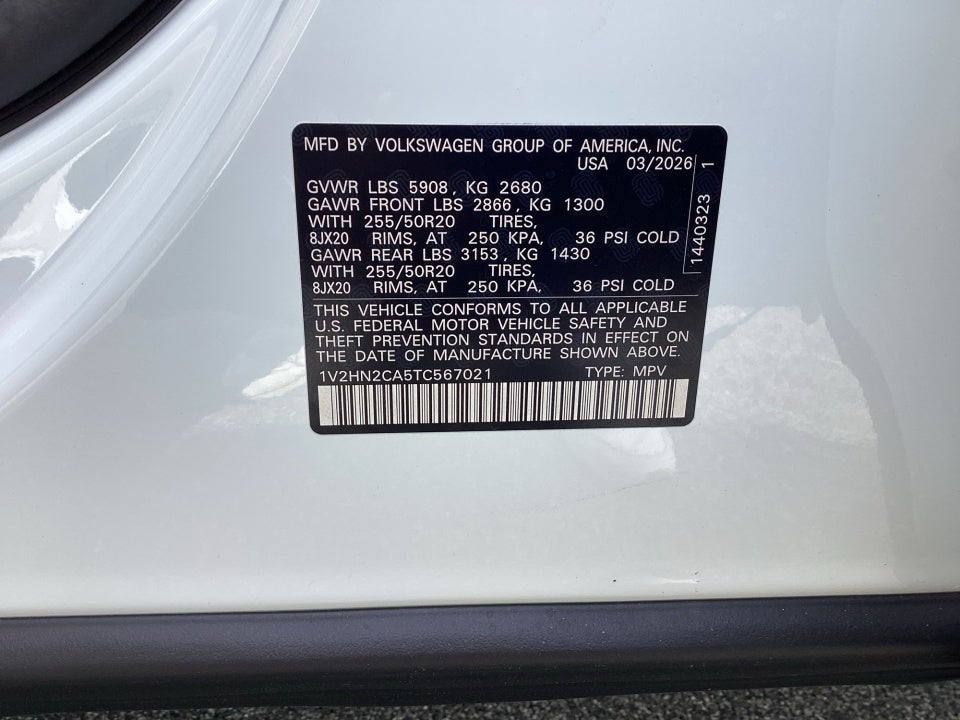 MFD BY VOLKSWAGEN GROUP OF AMERICA, INC.
USA 03/2026
GVWR LBS 5908, KG 2680
GAWR FRONT LBS 2866, KG 1300
WITH 255/50R20 TIRES,
8JX20 RIMS, AT 250 KPA, 36 PSI COLD
GAWR REAR LBS 3153, KG 1430
WITH 255/50R20 TIRES,
8JX20 RIMS, AT 250 KPA, 36 PSI COLD
THIS VEHICLE CONFORMS TO ALL APPLICABLE
U.S. FEDERAL MOTOR VEHICLE SAFETY AND
THEFT PREVENTION STANDARDS IN EFFECT ON
THE DATE OF MANUFACTURE SHOWN ABOVE.
1V2HN2CA5TC567021 TYPE: MPV
1440323 1